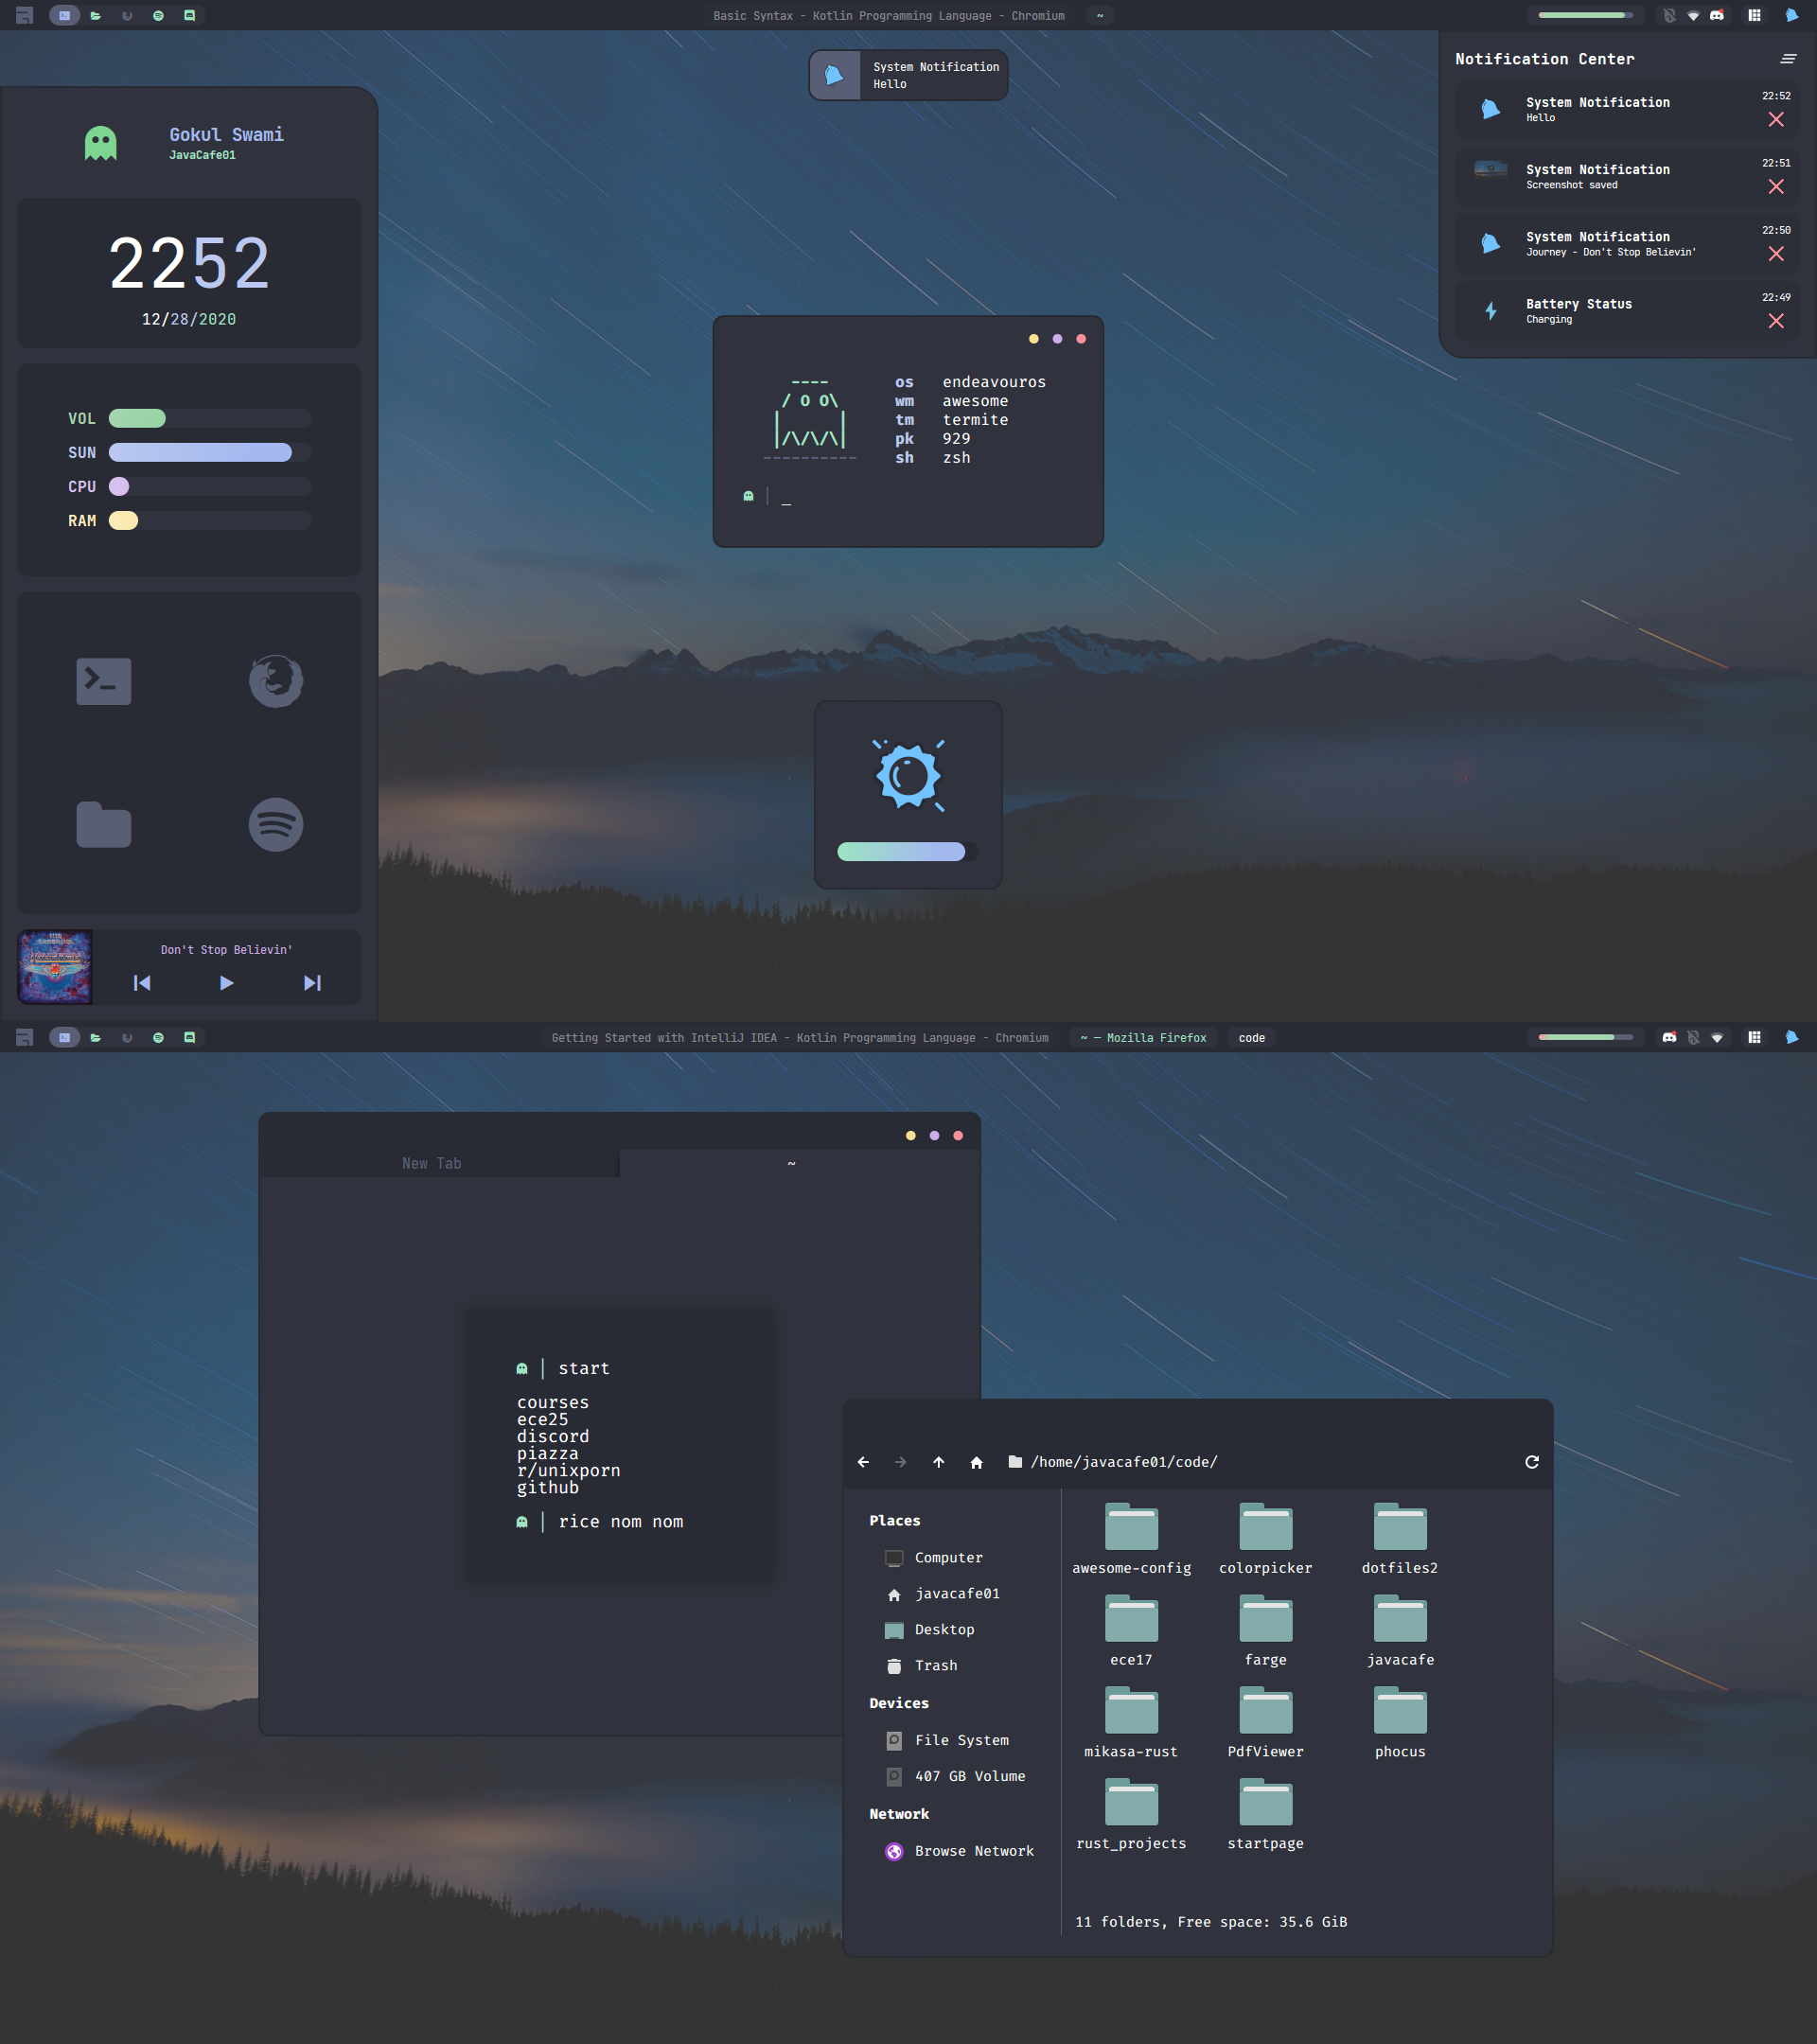 Basic Syntax - Kotlin Programming Language - Chromium
~
System Notification
Hello
Notification Center
System Notification
Hello
22:52
System Notification
Screenshot saved
22:51
System Notification
Journey - Don't Stop Believin'
22:50
Battery Status
Charging
22:49
Gokul Swami
JavaCafe01
2252
12/28/2020
VOL
SUN
CPU
RAM
Don't Stop Believin'
----
/ O O\
|      |
|/\/\/\|
----------
os endeavouros
wm awesome
tm termite
pk 929
sh zsh
| _
Getting Started with IntelliJ IDEA - Kotlin Programming Language - Chromium
~ — Mozilla Firefox
code
New Tab
~
| start
courses
ece25
discord
piazza
r/unixporn
github
| rice nom nom
/home/javacafe01/code/
Places
Computer
javacafe01
Desktop
Trash
Devices
File System
407 GB Volume
Network
Browse Network
awesome-config
colorpicker
dotfiles2
ece17
farge
javacafe
mikasa-rust
PdfViewer
phocus
rust_projects
startpage
11 folders, Free space: 35.6 GiB